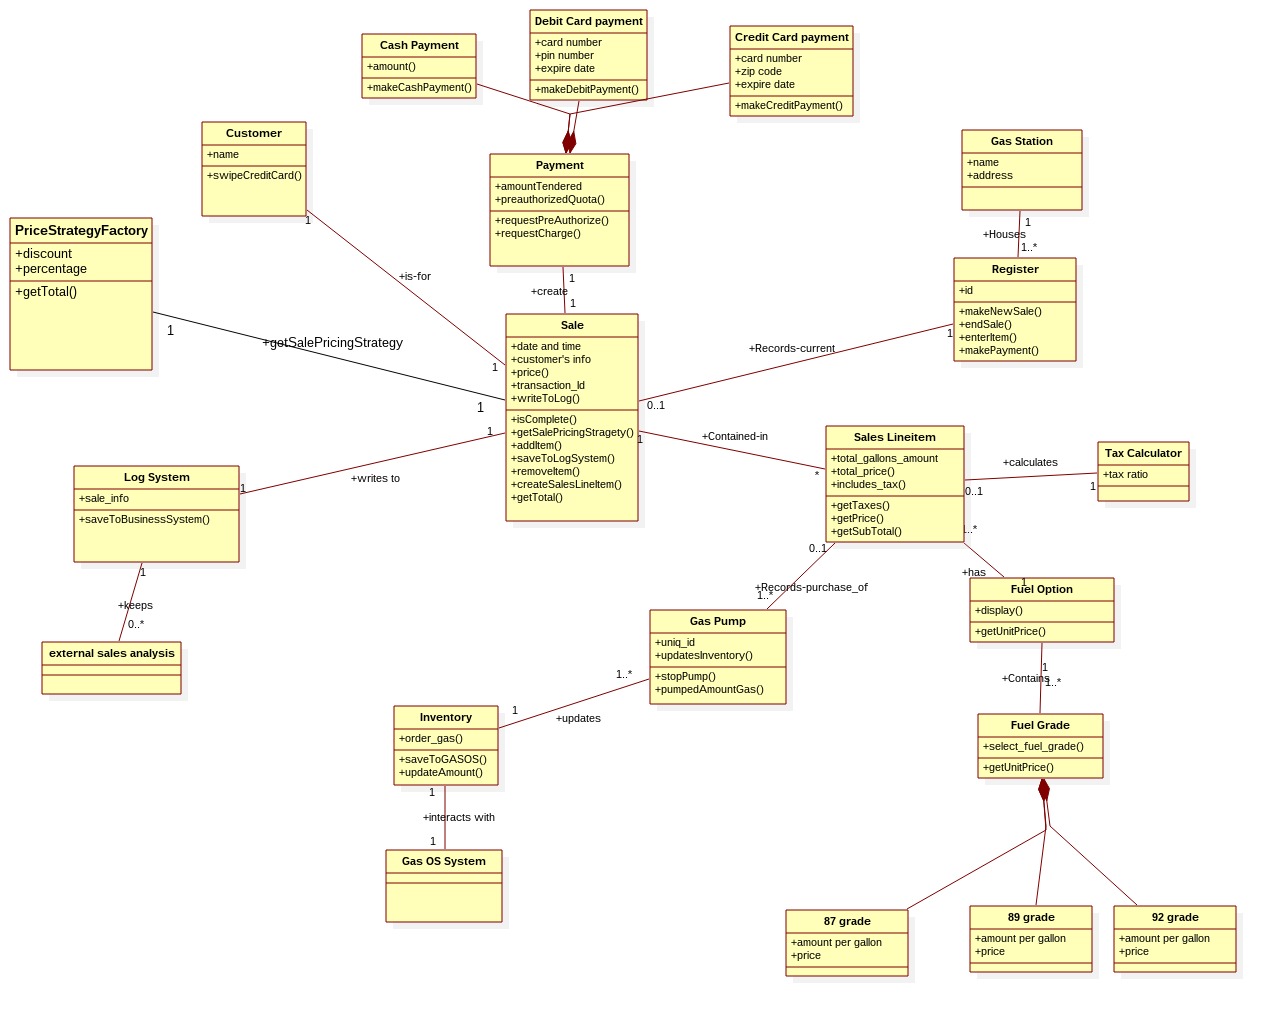 Cash Payment
+amount()
+makeCashPayment()
Debit Card payment
+card number
+pin number
+expire date
+makeDebitPayment()
Credit Card payment
+card number
+zip code
+expire date
+makeCreditPayment()
Customer
+name
+swipeCreditCard()
1
Payment
+amountTendered
+preauthorizedQuota()
+requestPreAuthorize()
+requestCharge()
Gas Station
+name
+address
1
+Houses
1..*
PriceStrategyFactory
+discount
+percentage
+getTotal()
1
+getSalePricingStrategy
1
+is-for
1
1
+create
1
Register
+id
+makeNewSale()
+endSale()
+enterItem()
+makePayment()
1
+Records-current
0..1
Sale
+date and time
+customer's info
+price()
+transaction_Id
+writeToLog()
+isComplete()
+getSalePricingStragety()
+addItem()
+saveToLogSystem()
+removeItem()
+createSalesLineItem()
+getTotal()
1
+Contained-in
*
1
+writes to
1
Log System
+sale_info
+saveToBusinessSystem()
1
+keeps
0..*
external sales analysis
Sales Lineitem
+total_gallons_amount
+total_price()
+includes_tax()
+getTaxes()
+getPrice()
+getSubTotal()
+calculates
0..1
1
Tax Calculator
+tax ratio
1..*
+has
1
0..1
+Records-purchase_of
1..*
Fuel Option
+display()
+getUnitPrice()
1
+Contains
1..*
Gas Pump
+uniq_id
+updatesInventory()
+stopPump()
+pumpedAmountGas()
1..*
+updates
1
Inventory
+order_gas()
+saveToGASOS()
+updateAmount()
1
+interacts with
1
Gas OS System
Fuel Grade
+select_fuel_grade()
+getUnitPrice()
87 grade
+amount per gallon
+price
89 grade
+amount per gallon
+price
92 grade
+amount per gallon
+price